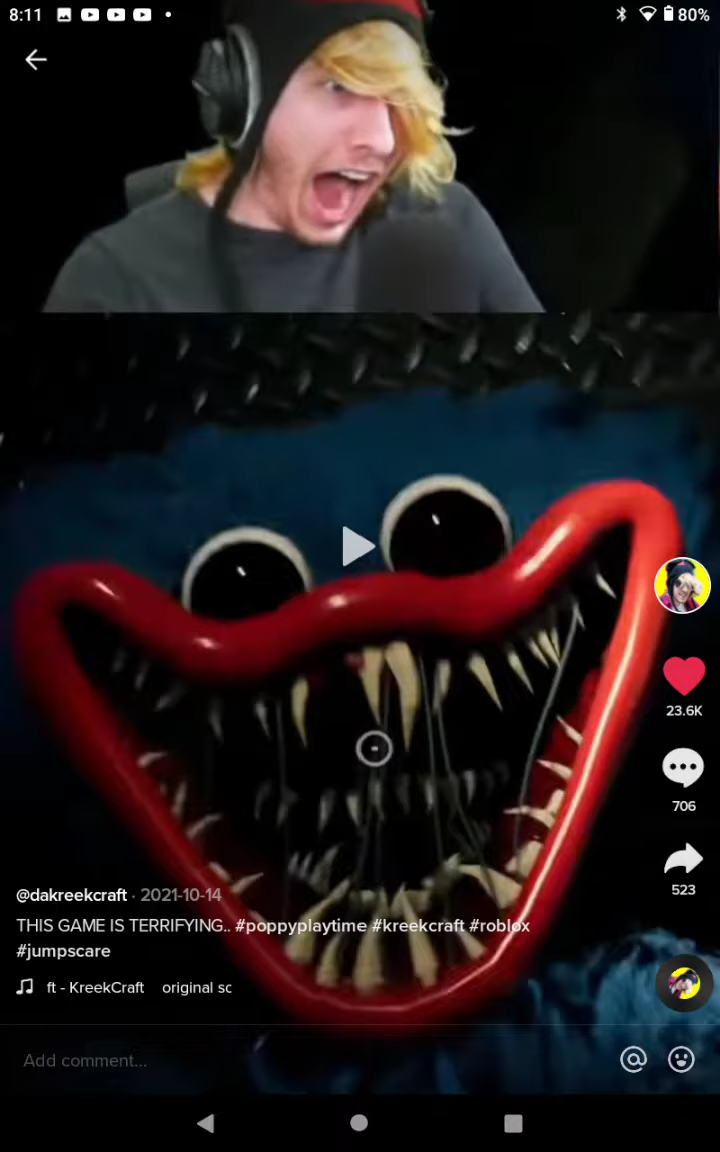 8:11
80%
23.6K
706
523
@dakreekcraft · 2021-10-14
THIS GAME IS TERRIFYING.. #poppyplaytime #kreekcraft #roblox
#jumpscare
ft - KreekCraft original sc
Add comment...